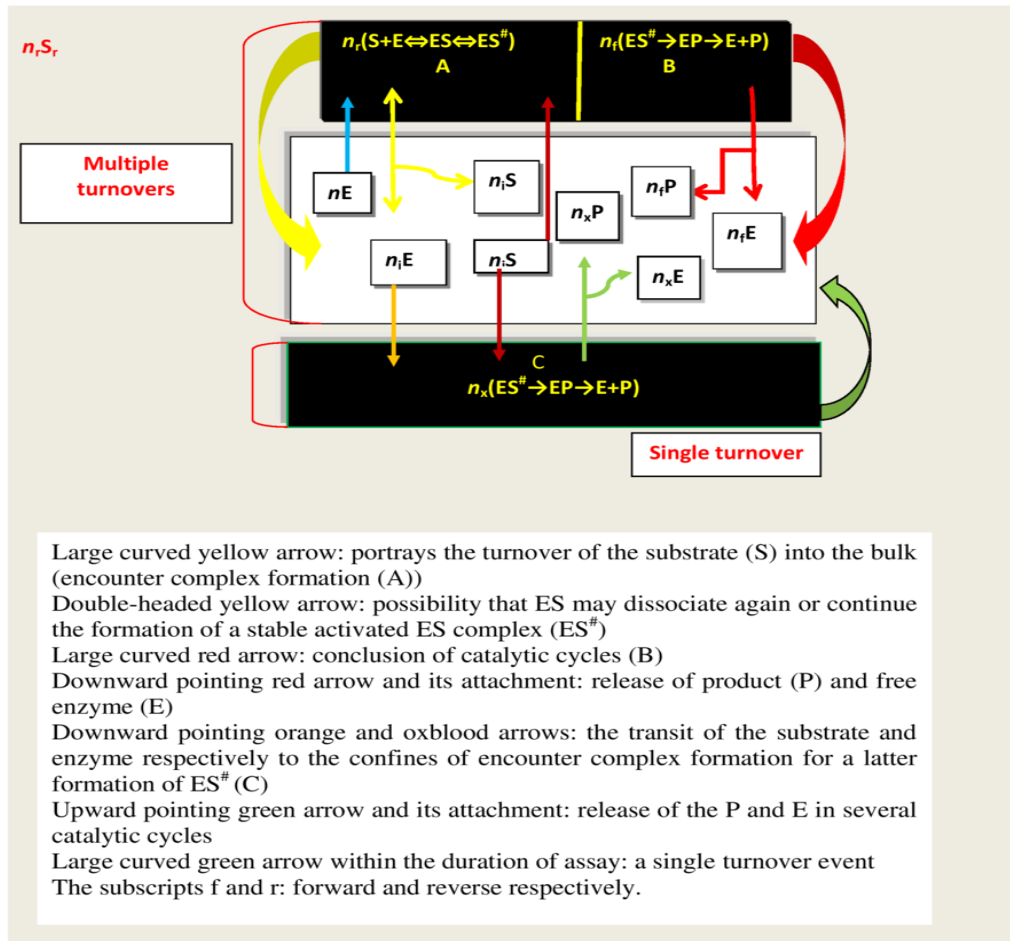 nᵣSᵣ
nᵣ(S+E⇔ES⇔ES#)
A
n_f(ES#→EP→E+P)
B
Multiple
turnovers
nE
nᵢS
nₓP
n_fP
n_fE
nᵢE
nᵢS
nₓE
C
nₓ(ES#→EP→E+P)
Single turnover
Large curved yellow arrow: portrays the turnover of the substrate (S) into the bulk
(encounter complex formation (A))
Double-headed yellow arrow: possibility that ES may dissociate again or continue
the formation of a stable activated ES complex (ES#)
Large curved red arrow: conclusion of catalytic cycles (B)
Downward pointing red arrow and its attachment: release of product (P) and free
enzyme (E)
Downward pointing orange and oxblood arrows: the transit of the substrate and
enzyme respectively to the confines of encounter complex formation for a latter
formation of ES# (C)
Upward pointing green arrow and its attachment: release of the P and E in several
catalytic cycles
Large curved green arrow within the duration of assay: a single turnover event
The subscripts f and r: forward and reverse respectively.